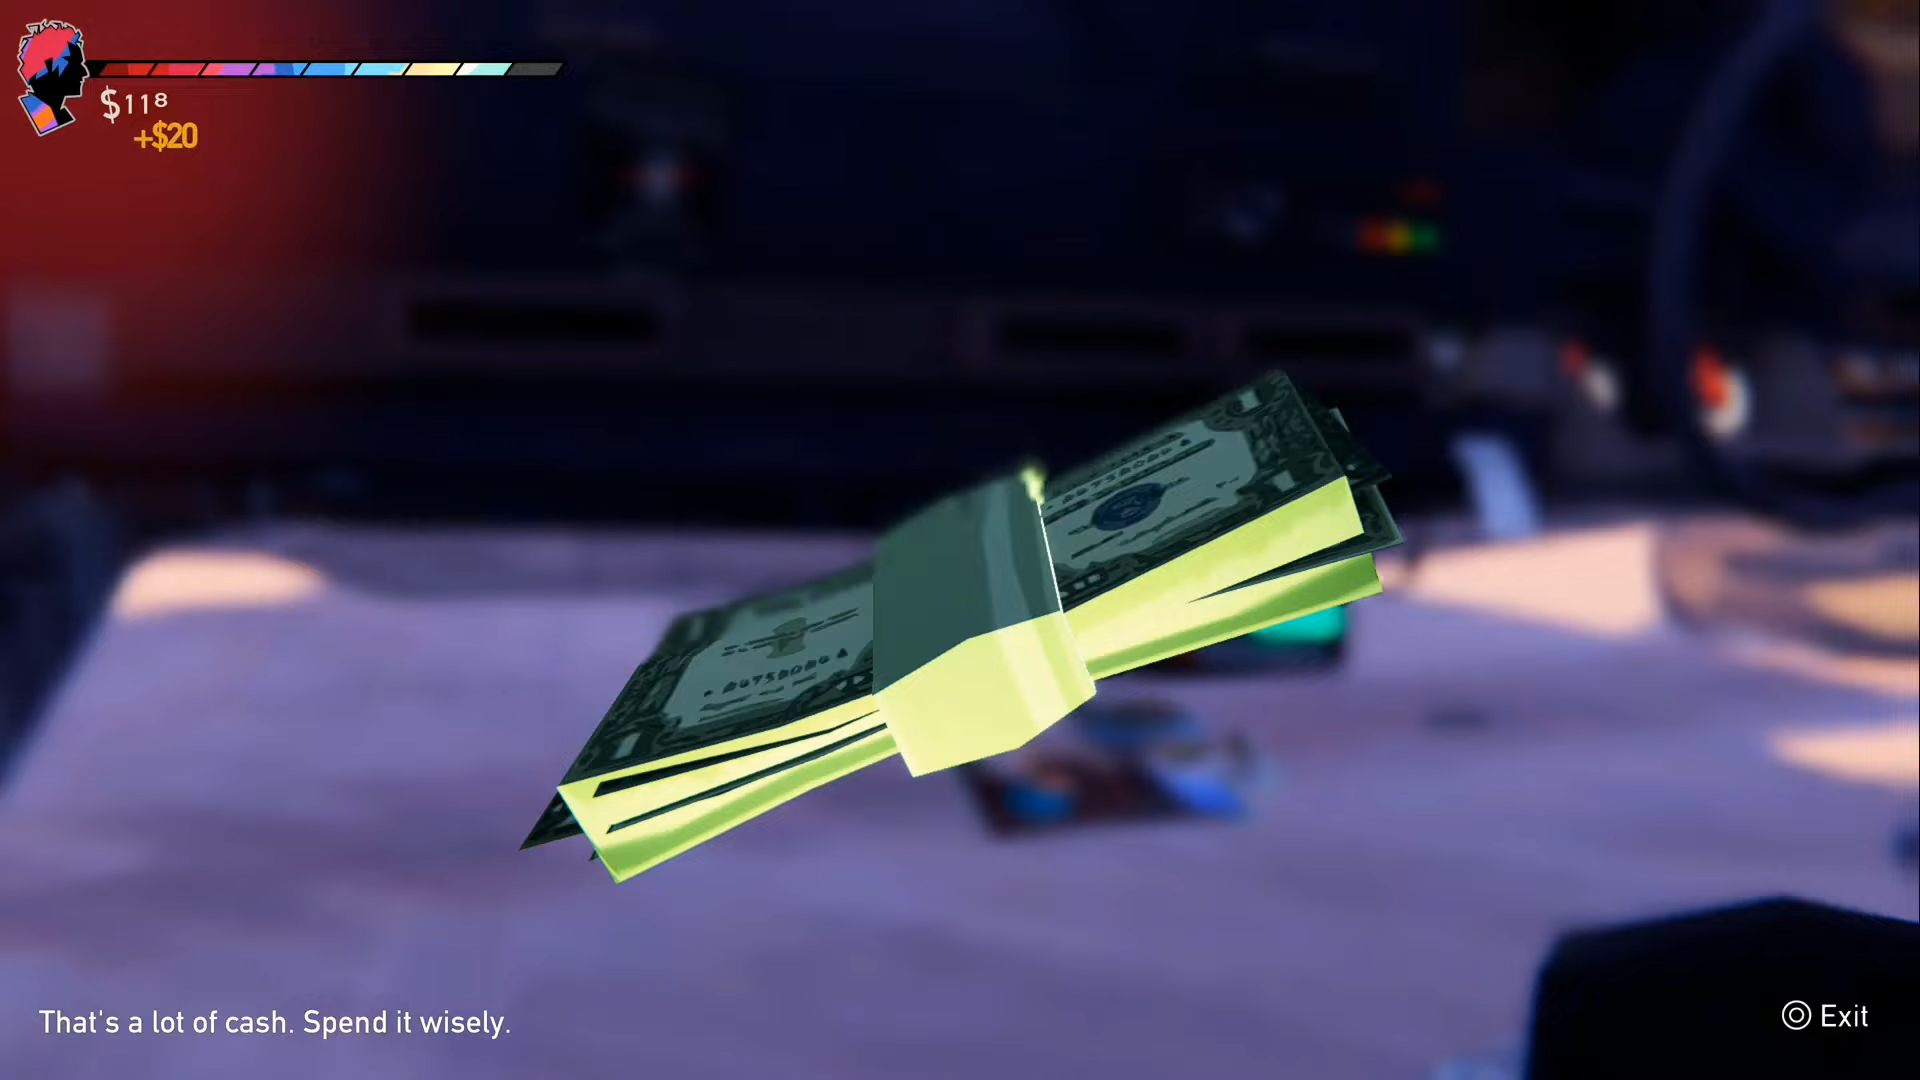 $118
+$20
That's a lot of cash. Spend it wisely.
Exit